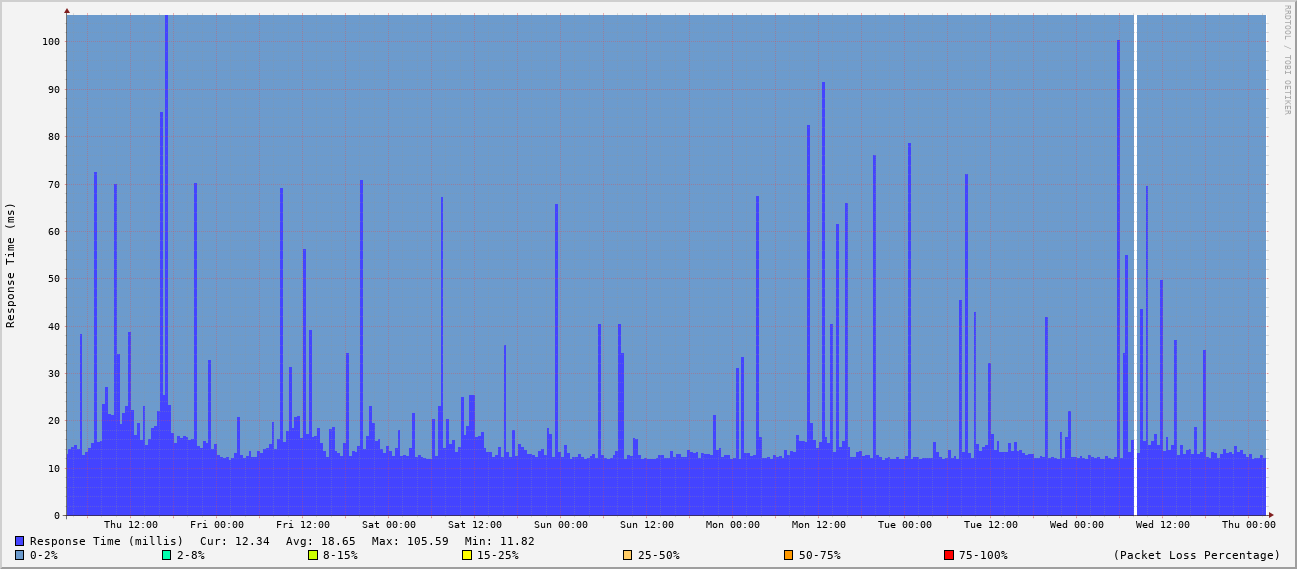 RRDTOOL / TOBI OETIKER
Response Time (ms)
100
90
80
70
60
50
40
30
20
10
0
Thu 12:00 Fri 00:00 Fri 12:00 Sat 00:00 Sat 12:00 Sun 00:00 Sun 12:00 Mon 00:00 Mon 12:00 Tue 00:00 Tue 12:00 Wed 00:00 Wed 12:00 Thu 00:00
Response Time (millis) Cur: 12.34 Avg: 18.65 Max: 105.59 Min: 11.82
0-2% 2-8% 8-15% 15-25% 25-50% 50-75% 75-100% (Packet Loss Percentage)